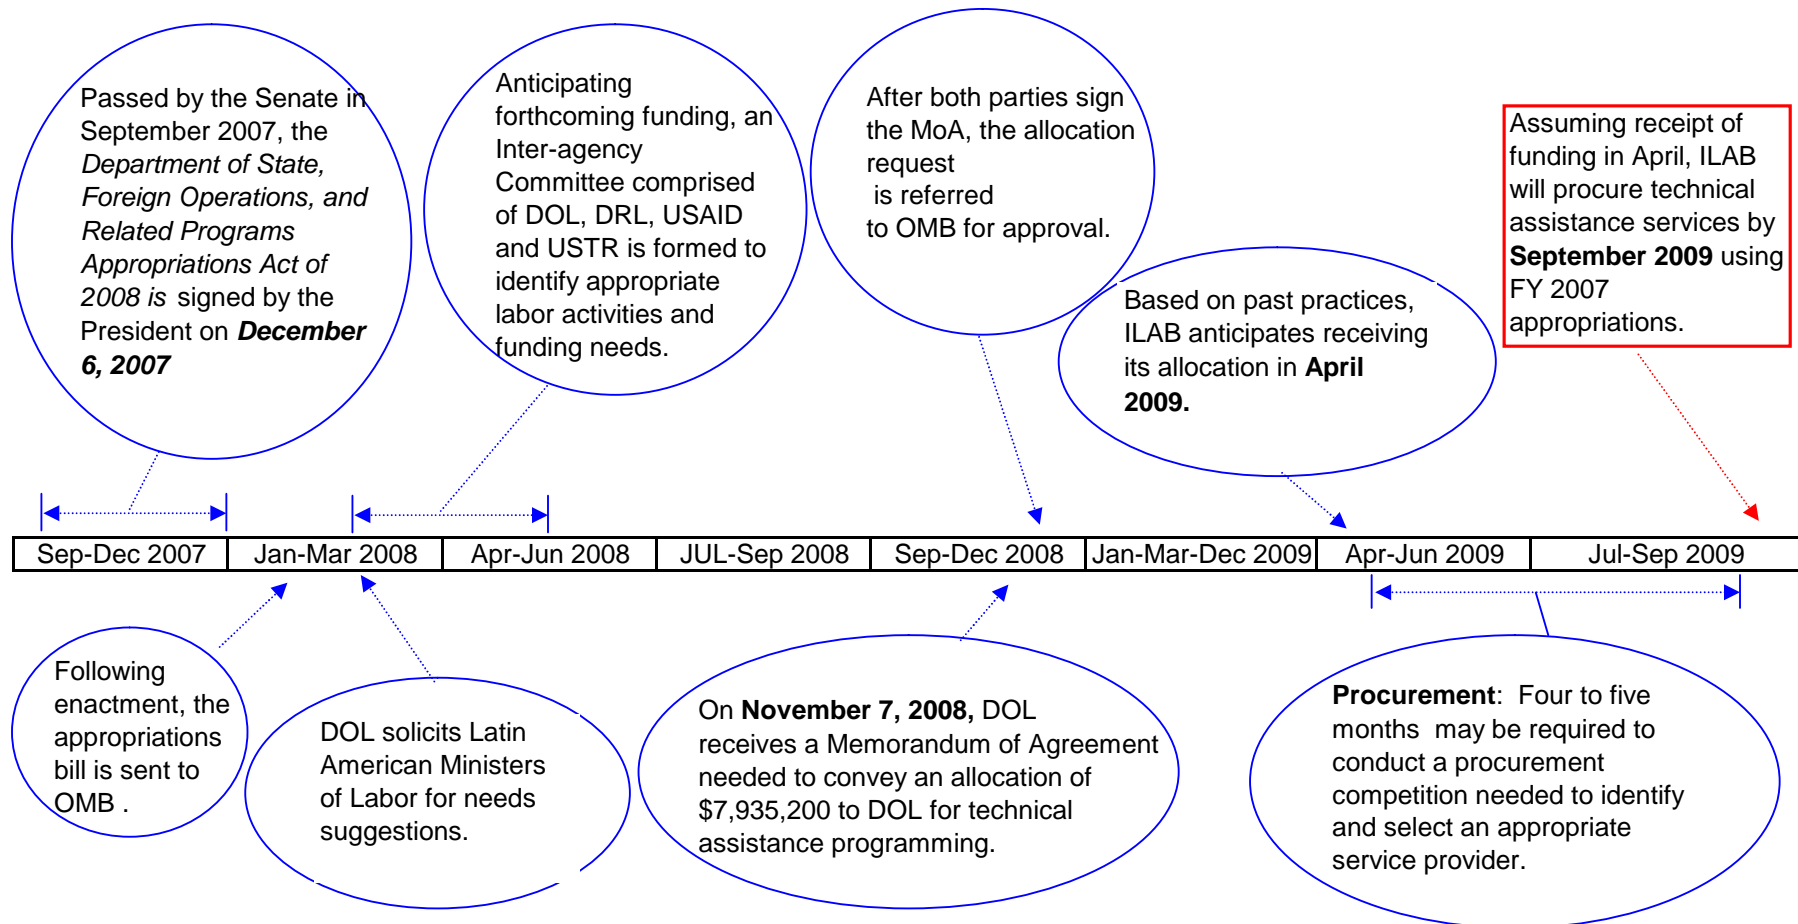 Passed by the Senate in
September 2007, the
Department of State,
Foreign Operations, and
Related Programs
Appropriations Act of
2008 is signed by the
President on December
6, 2007
Anticipating
forthcoming funding, an
Inter-agency
Committee comprised
of DOL, DRL, USAID
and USTR is formed to
identify appropriate
labor activities and
funding needs.
After both parties sign
the MoA, the allocation
request
is referred
to OMB for approval.
Based on past practices,
ILAB anticipates receiving
its allocation in April
2009.
Assuming receipt of
funding in April, ILAB
will procure technical
assistance services by
September 2009 using
FY 2007
appropriations.
Sep-Dec 2007 Jan-Mar 2008 Apr-Jun 2008 JUL-Sep 2008 Sep-Dec 2008 Jan-Mar-Dec 2009 Apr-Jun 2009 Jul-Sep 2009
Following
enactment, the
appropriations
bill is sent to
OMB .
DOL solicits Latin
American Ministers
of Labor for needs
suggestions.
On November 7, 2008, DOL
receives a Memorandum of Agreement
needed to convey an allocation of
$7,935,200 to DOL for technical
assistance programming.
Procurement: Four to five
months may be required to
conduct a procurement
competition needed to identify
and select an appropriate
service provider.